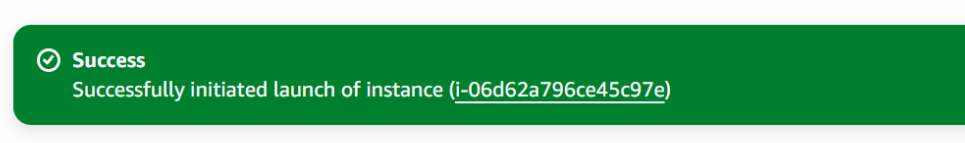 Success
Successfully initiated launch of instance (i-06d62a796ce45c97e)